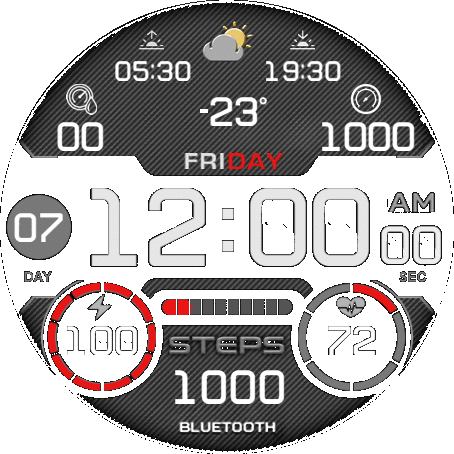 05:30 19:30
-23°
00 1000
FRIDAY
07 12:00 AM
00
DAY SEC
100 STEPS 72
1000
BLUETOOTH